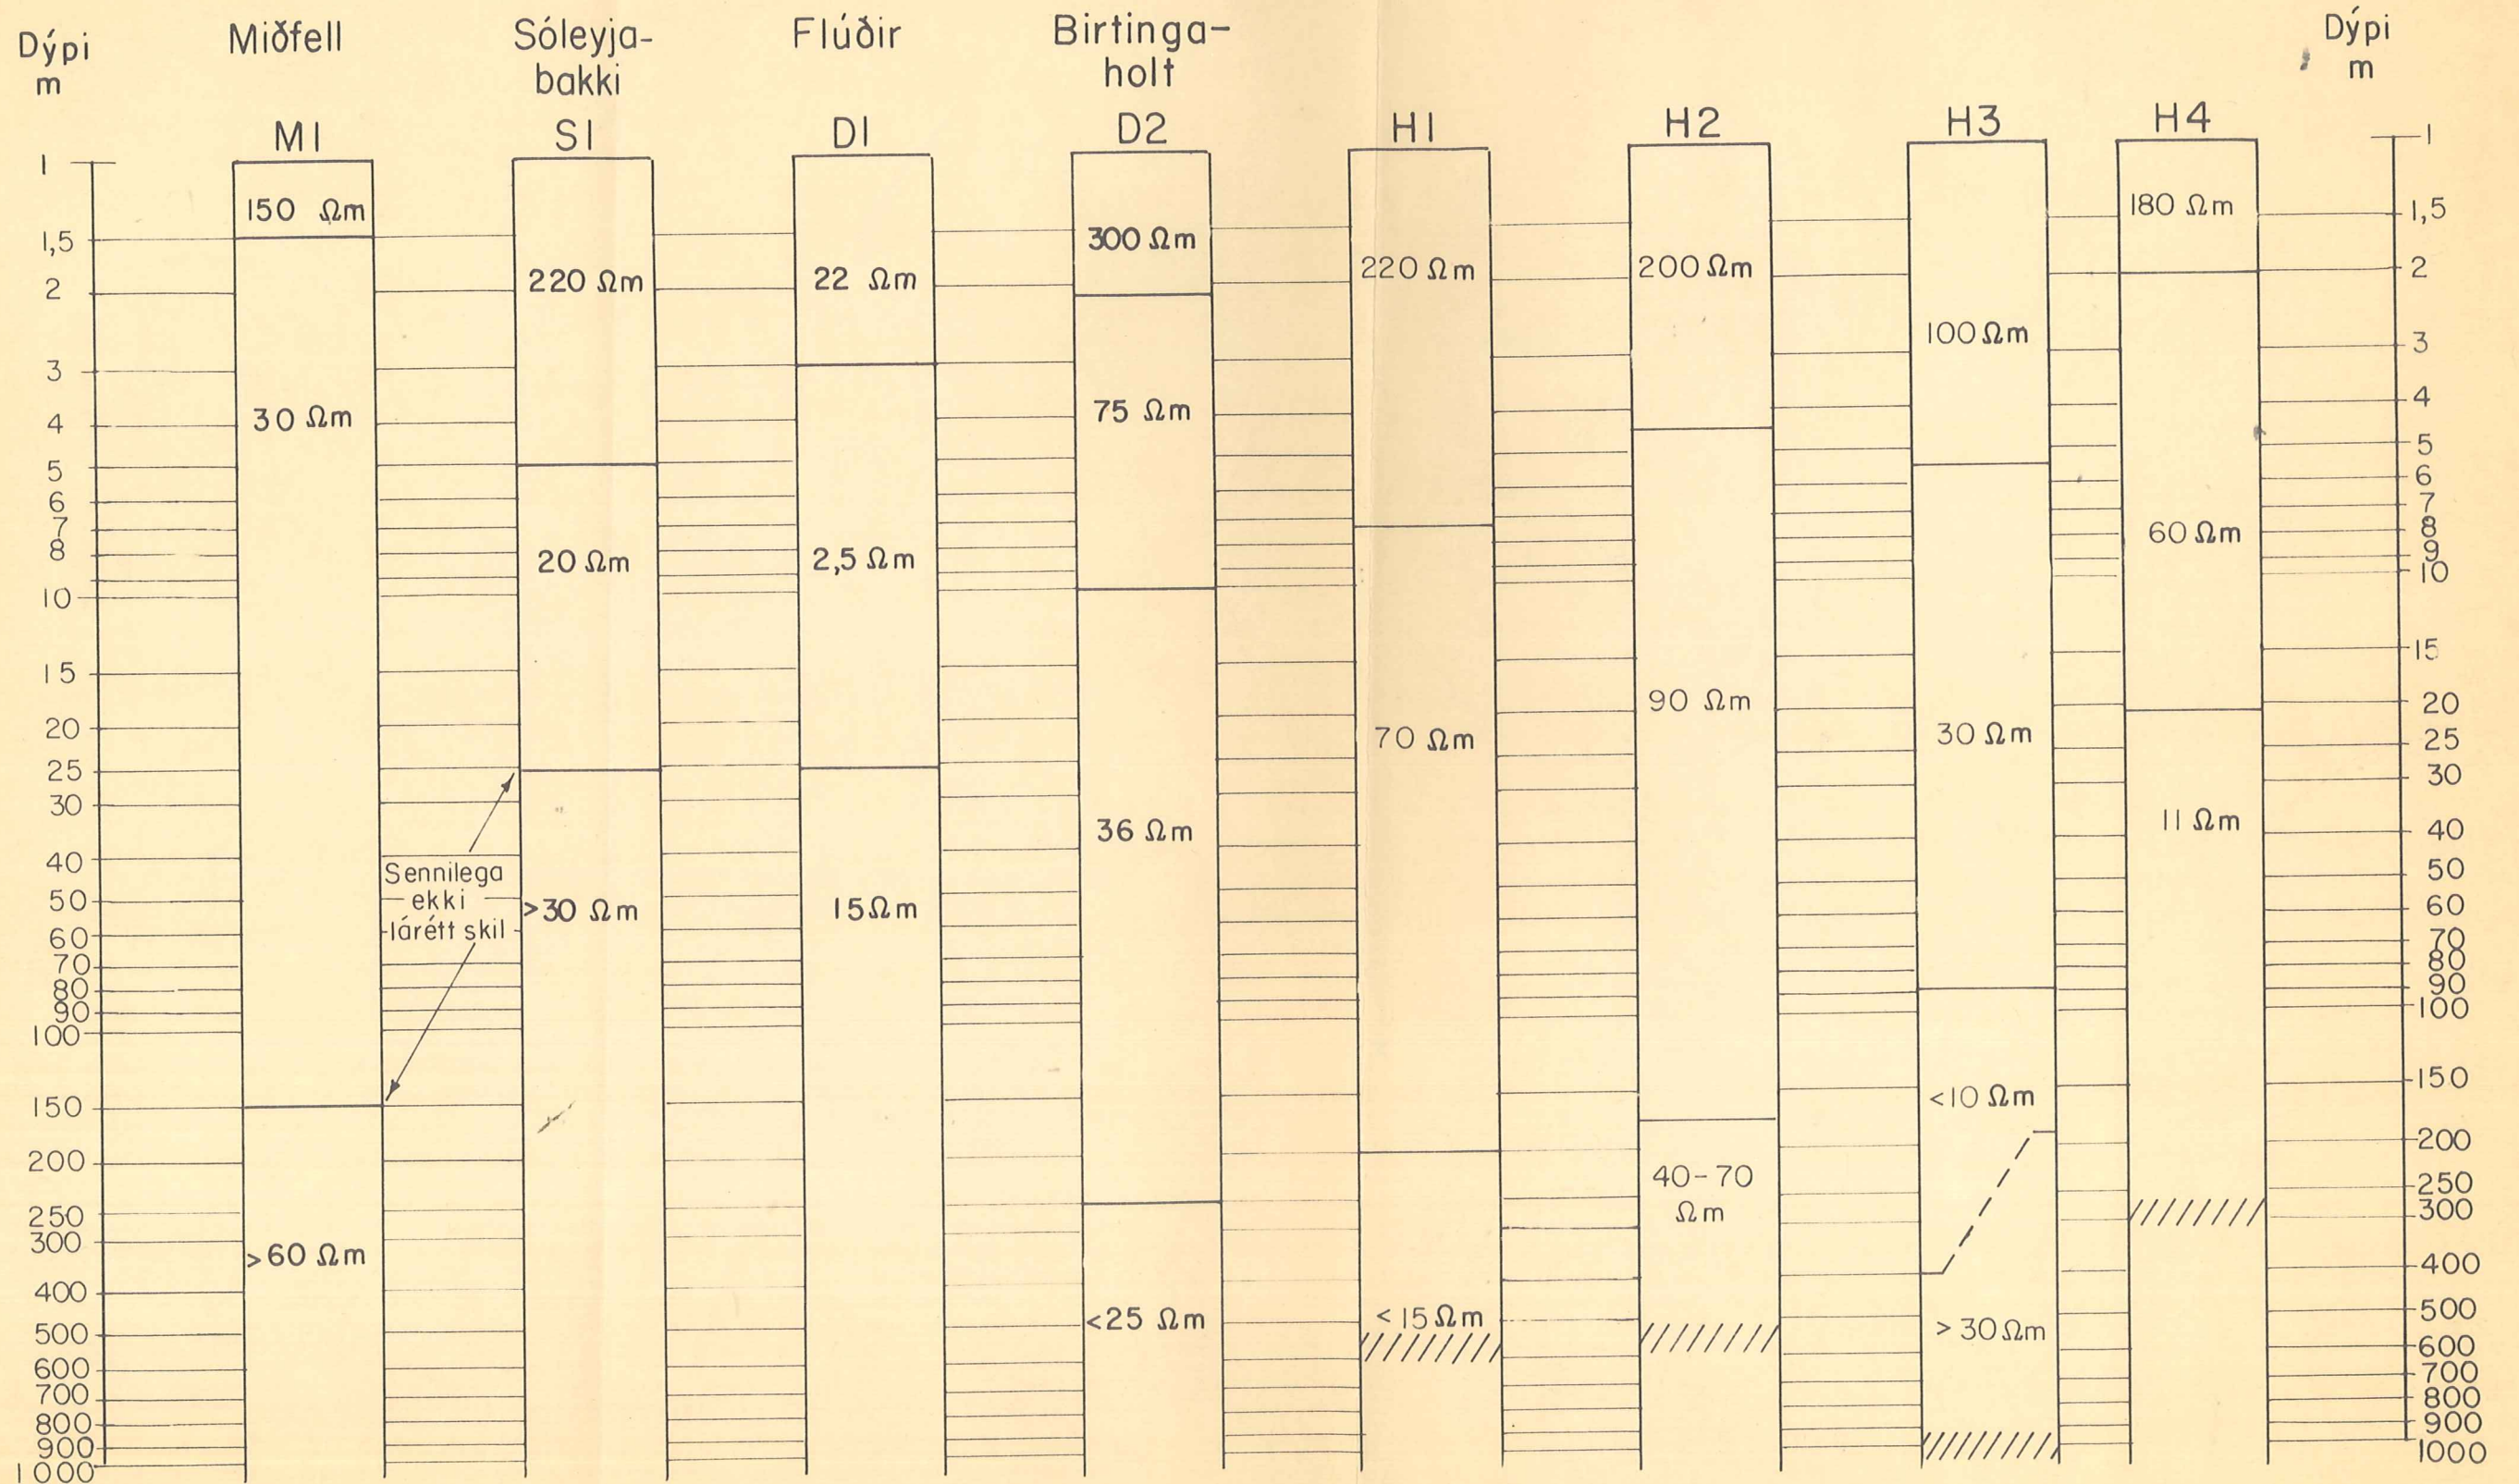 Dýpi
m
Miðfell
Sóleyja-
bakki
Flúðir
Birtinga-
holt
Dýpi
m
M1
S1
D1
D2
H1
H2
H3
H4
1
1,5
2
3
4
5
6
7
8
10
15
20
25
30
40
50
60
70
80
90
100
150
200
250
300
400
500
600
700
800
900
1000
150 Ωm
30 Ωm
>60 Ωm
Sennilega
ekki
lárétt skil
220 Ωm
20 Ωm
>30 Ωm
22 Ωm
2,5 Ωm
15 Ωm
300 Ωm
75 Ωm
36 Ωm
<25 Ωm
220 Ωm
70 Ωm
<15 Ωm
200 Ωm
90 Ωm
40-70
Ωm
100 Ωm
30 Ωm
<10 Ωm
>30 Ωm
180 Ωm
60 Ωm
11 Ωm
1
1,5
2
3
4
5
6
7
8
9
10
15
20
25
30
40
50
60
70
80
90
100
150
200
250
300
400
500
600
700
800
900
1000